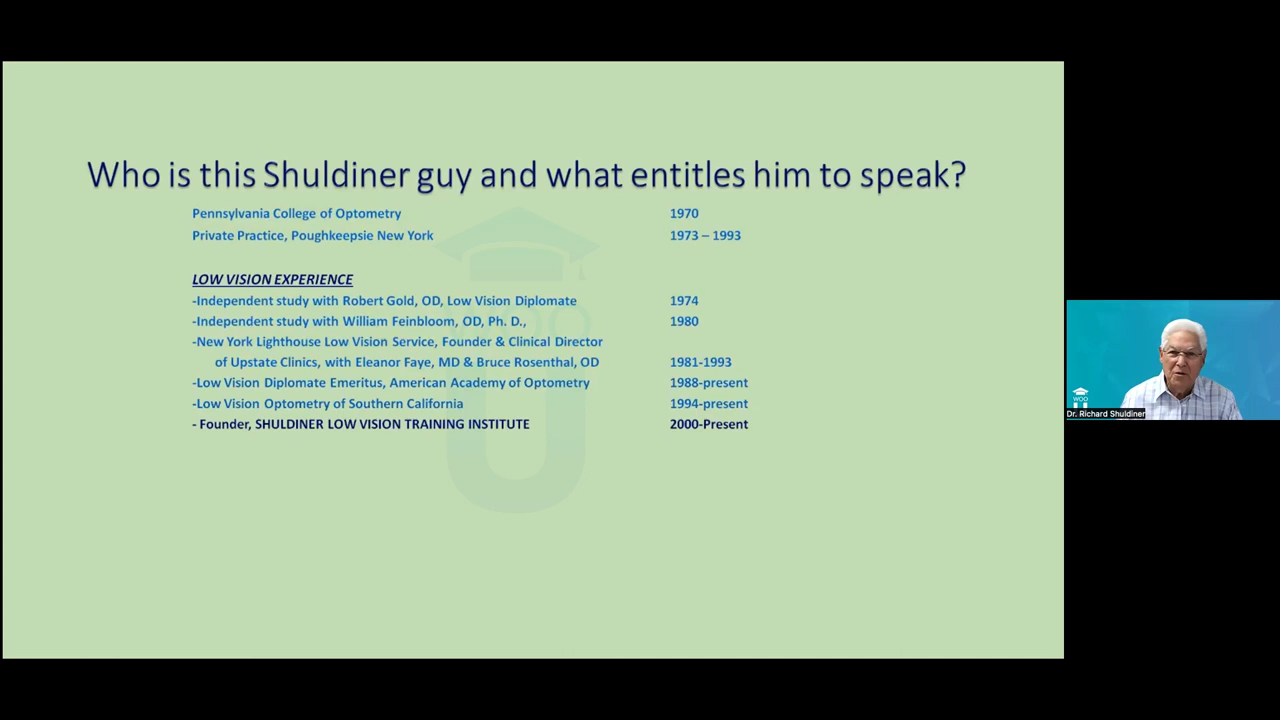 Who is this Shuldiner guy and what entitles him to speak?
Pennsylvania College of Optometry 1970
Private Practice, Poughkeepsie New York 1973 – 1993
LOW VISION EXPERIENCE
-Independent study with Robert Gold, OD, Low Vision Diplomate 1974
-Independent study with William Feinbloom, OD, Ph. D., 1980
-New York Lighthouse Low Vision Service, Founder & Clinical Director
of Upstate Clinics, with Eleanor Faye, MD & Bruce Rosenthal, OD 1981-1993
-Low Vision Diplomate Emeritus, American Academy of Optometry 1988-present
-Low Vision Optometry of Southern California 1994-present
- Founder, SHULDINER LOW VISION TRAINING INSTITUTE 2000-Present
WOO
U
WOO
U
Dr. Richard Shuldiner